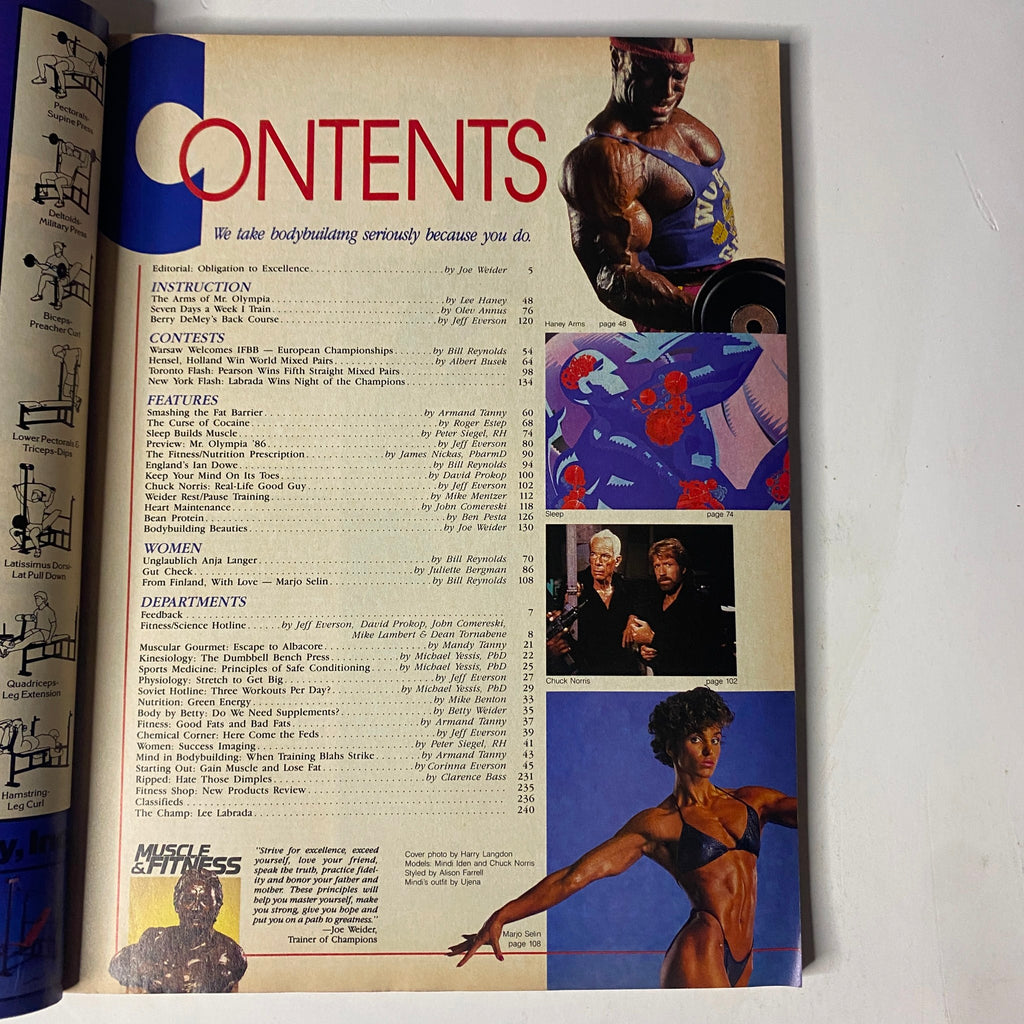 Pectorals-
Supine Press
Deltoids-
Military Press
Biceps-
Preacher Curl
Lower Pectorals &
Triceps-Dips
Latissimus Dorsi-
Lat Pull Down
Quadriceps-
Leg Extension
Hamstring-
Leg Curl
CONTENTS
We take bodybuilding seriously because you do.
Editorial: Obligation to Excellence by Joe Weider 5
INSTRUCTION
The Arms of Mr. Olympia by Lee Haney 48
Seven Days a Week I Train by Olev Annus 76
Berry DeMey's Back Course by Jeff Everson 120
CONTESTS
Warsaw Welcomes IFBB — European Championships by Bill Reynolds 54
Hensel, Holland Win World Mixed Pairs by Albert Busek 64
Toronto Flash: Pearson Wins Fifth Straight Mixed Pairs 98
New York Flash: Labrada Wins Night of the Champions 134
FEATURES
Smashing the Fat Barrier by Armand Tanny 60
The Curse of Cocaine by Roger Estep 68
Sleep Builds Muscle by Peter Siegel, RH 74
Preview: Mr. Olympia '86 by Jeff Everson 80
The Fitness/Nutrition Prescription by James Nickas, PharmD 90
England's Ian Dowe by Bill Reynolds 94
Keep Your Mind On Its Toes by David Prokop 100
Chuck Norris: Real-Life Good Guy by Jeff Everson 102
Weider Rest/Pause Training by Mike Mentzer 112
Heart Maintenance by John Comereski 118
Bean Protein by Ben Pesta 126
Bodybuilding Beauties by Joe Weider 130
WOMEN
Unglaublich Anja Langer by Bill Reynolds 70
Gut Check by Juliette Bergman 86
From Finland, With Love — Marjo Selin by Bill Reynolds 108
DEPARTMENTS
Feedback 7
Fitness/Science Hotline by Jeff Everson, David Prokop, John Comereski,
Mike Lambert & Dean Tornabene 8
Muscular Gourmet: Escape to Albacore by Mandy Tanny 21
Kinesiology: The Dumbbell Bench Press by Michael Yessis, PhD 22
Sports Medicine: Principles of Safe Conditioning by Michael Yessis, PhD 25
Physiology: Stretch to Get Big by Jeff Everson 27
Soviet Hotline: Three Workouts Per Day? by Michael Yessis, PhD 29
Nutrition: Green Energy by Mike Benton 33
Body by Betty: Do We Need Supplements? by Betty Weider 35
Fitness: Good Fats and Bad Fats by Armand Tanny 37
Chemical Corner: Here Come the Feds by Jeff Everson 39
Women: Success Imaging by Peter Siegel, RH 41
Mind in Bodybuilding: When Training Blahs Strike by Armand Tanny 43
Starting Out: Gain Muscle and Lose Fat by Corinna Everson 45
Ripped: Hate Those Dimples by Clarence Bass 231
Fitness Shop: New Products Review 235
Classifieds 236
The Champ: Lee Labrada 240
MUSCLE
&FITNESS
"Strive for excellence, exceed
yourself, love your friend,
speak the truth, practice fidel-
ity and honor your father and
mother. These principles will
help you master yourself, make
you strong, give you hope and
put you on a path to greatness."
—Joe Weider,
Trainer of Champions
Cover photo by Harry Langdon
Models: Mindi Iden and Chuck Norris
Styled by Alison Farrell
Mindi's outfit by Ujena
Haney Arms page 48
Sleep page 74
Chuck Norris page 102
Marjo Selin
page 108